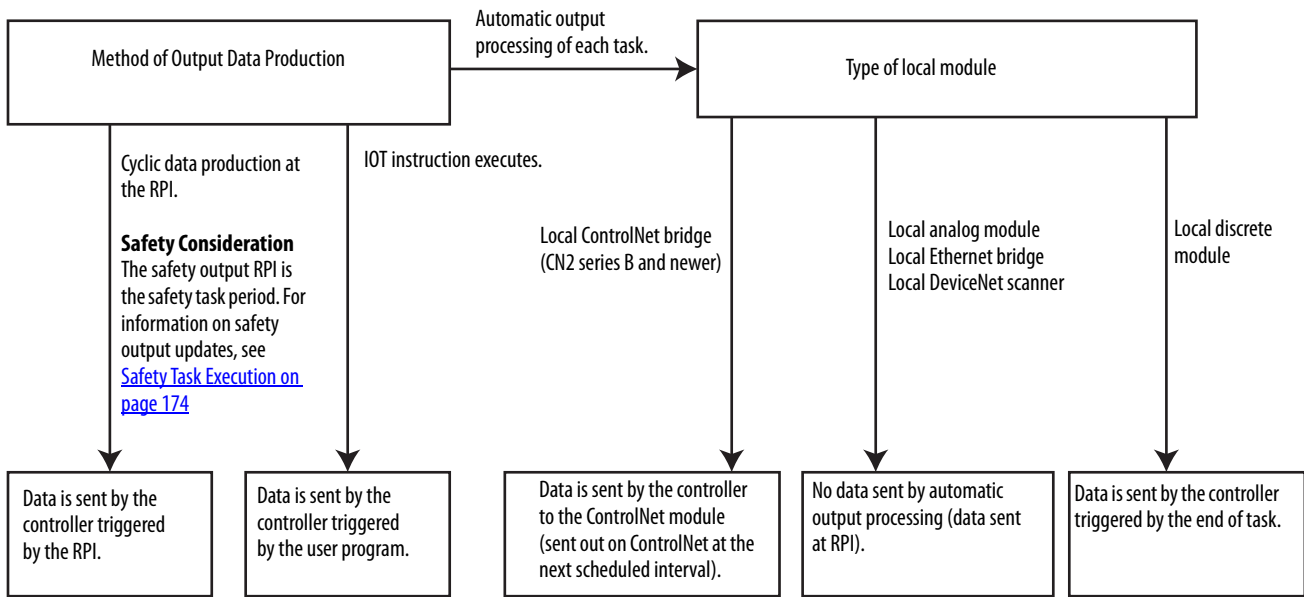 Method of Output Data Production
Automatic output
processing of each task.
Type of local module
Cyclic data production at
the RPI.
Safety Consideration
The safety output RPI is
the safety task period. For
information on safety
output updates, see
Safety Task Execution on
page 174
IOT instruction executes.
Local ControlNet bridge
(CN2 series B and newer)
Local analog module
Local Ethernet bridge
Local DeviceNet scanner
Local discrete
module
Data is sent by the
controller triggered
by the RPI.
Data is sent by the
controller triggered
by the user program.
Data is sent by the controller
to the ControlNet module
(sent out on ControlNet at the
next scheduled interval).
No data sent by automatic
output processing (data sent
at RPI).
Data is sent by the controller
triggered by the end of task.